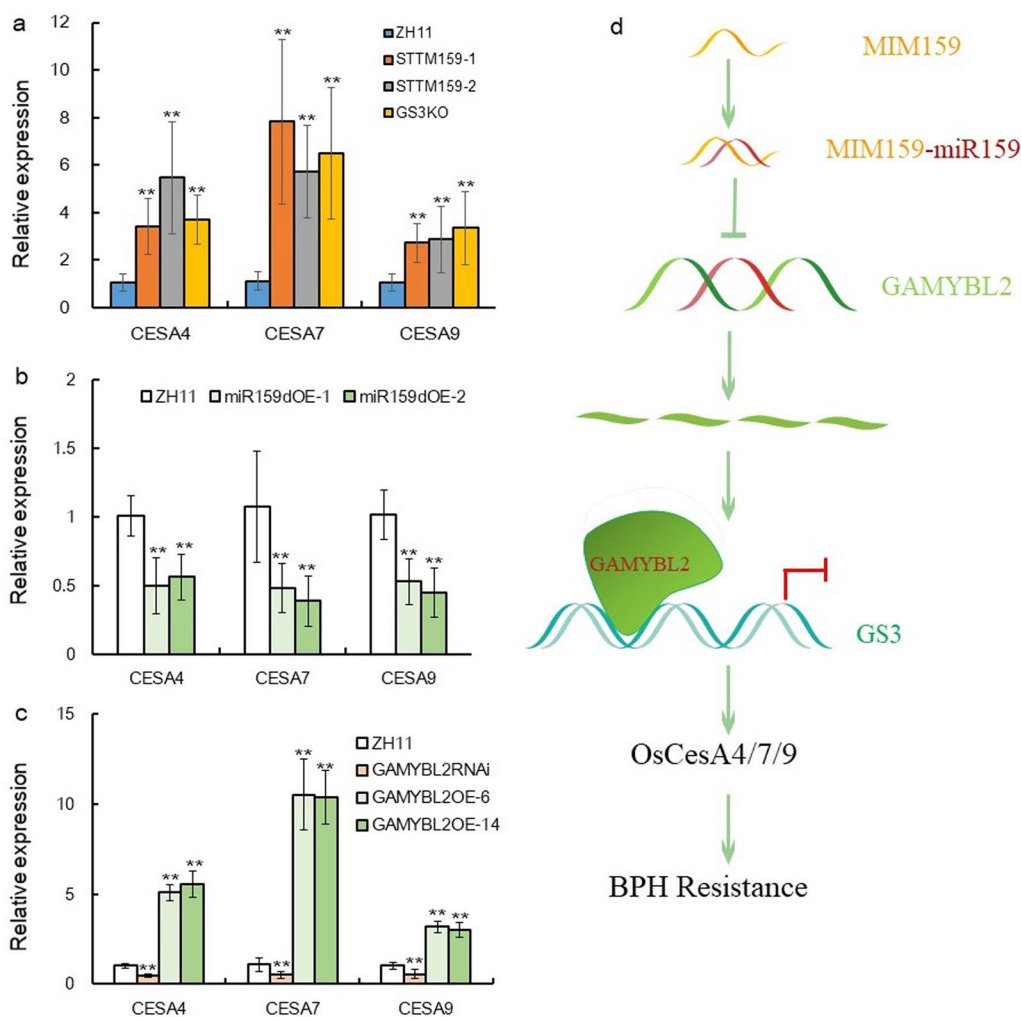 a
Relative expression
12
10
8
6
4
2
0
ZH11
STTM159-1
STTM159-2
GS3KO
**
**
**
**
**
**
**
**
**
CESA4 CESA7 CESA9
b
Relative expression
2
1.5
1
0.5
0
ZH11 miR159dOE-1 miR159dOE-2
**
**
**
**
**
**
CESA4 CESA7 CESA9
c
Relative expression
15
10
5
0
ZH11
GAMYBL2RNAi
GAMYBL2OE-6
GAMYBL2OE-14
**
**
**
**
**
**
**
**
**
CESA4 CESA7 CESA9
d
MIM159
MIM159-miR159
GAMYBL2
GAMYBL2
GS3
OsCesA4/7/9
BPH Resistance